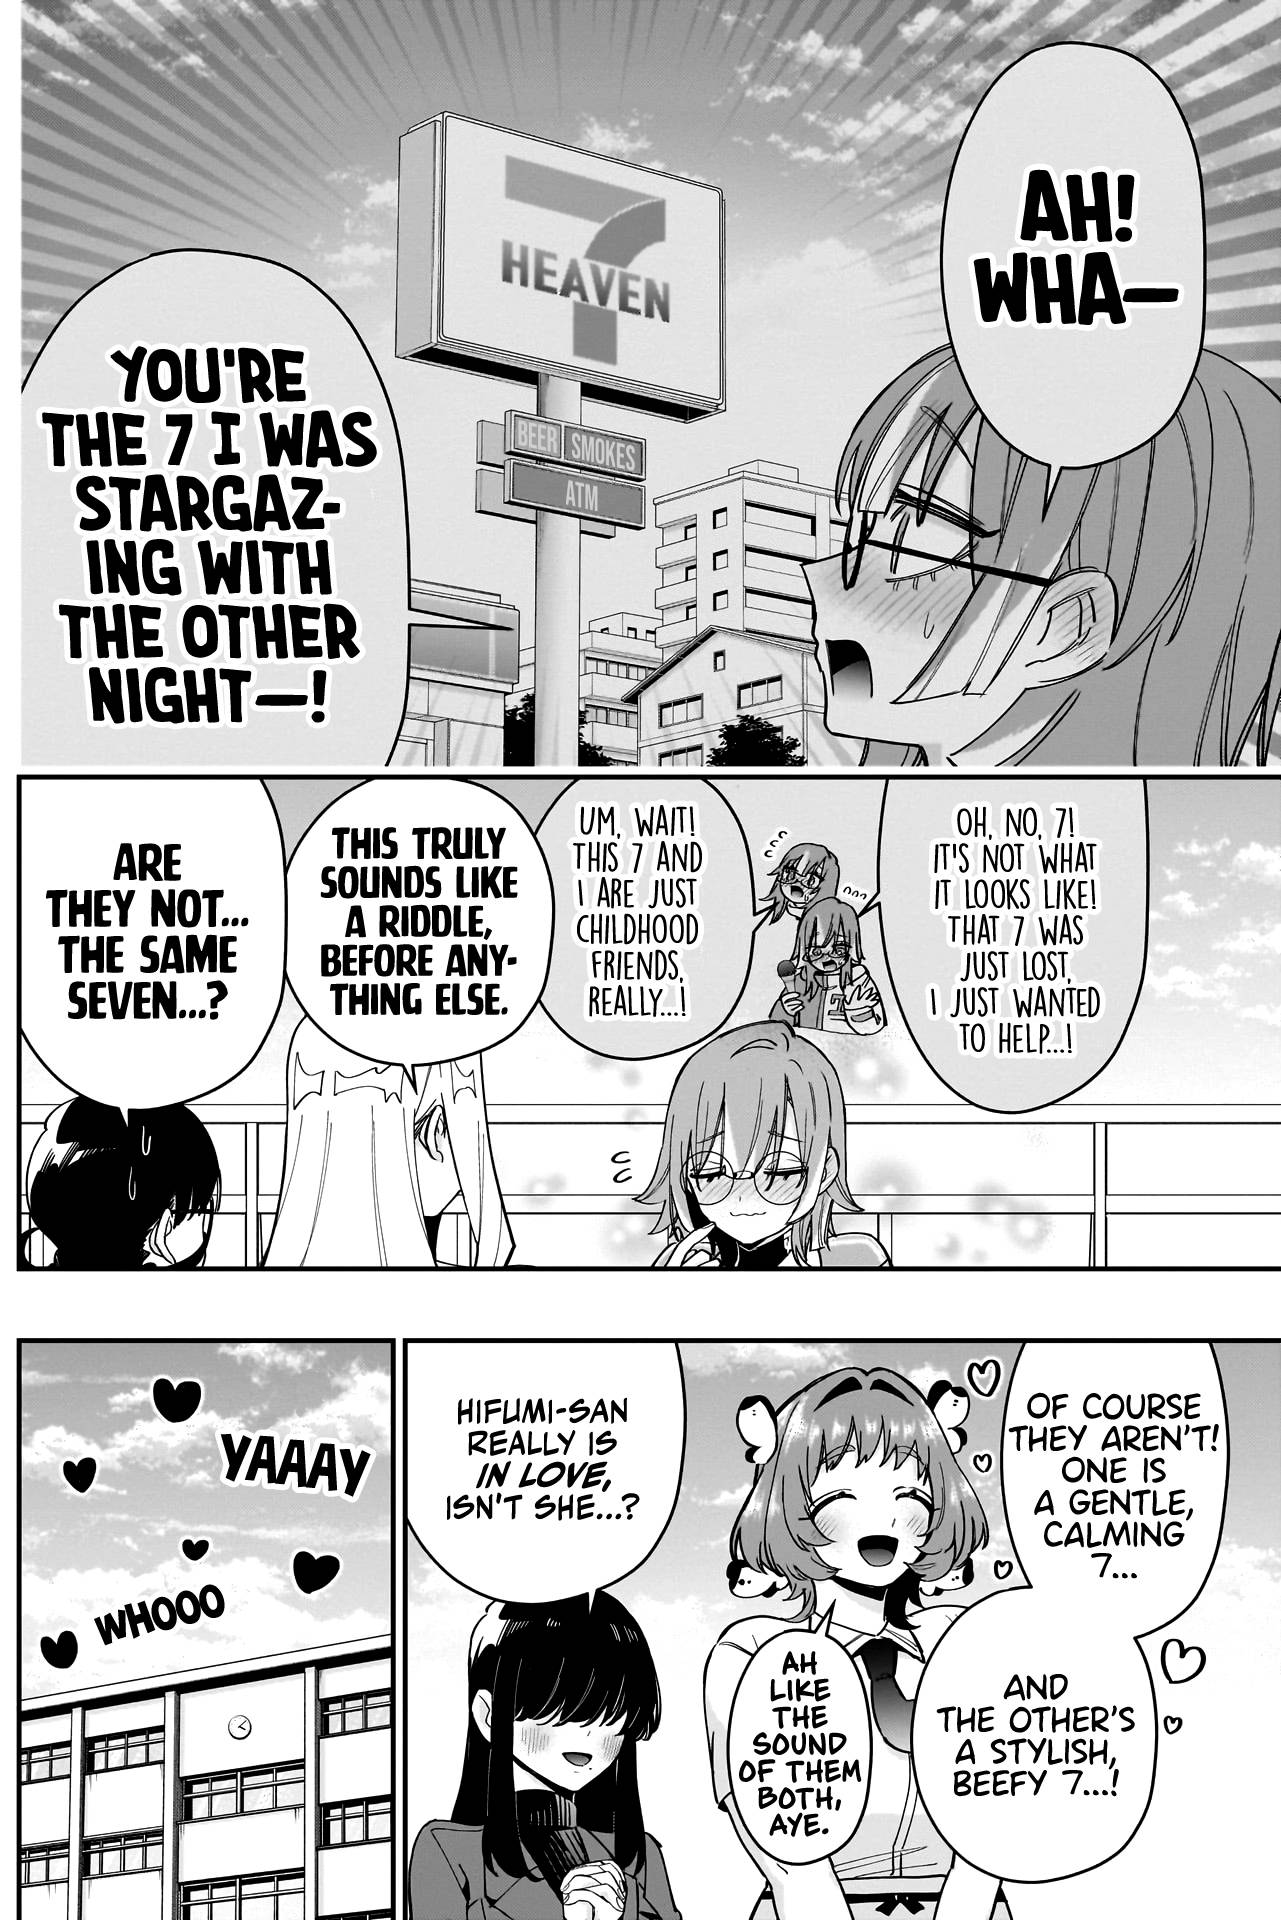 AH!
WHA—
7
HEAVEN
BEER
SMOKES
ATM
YOU'RE
THE 7 I WAS
STARGAZ-
ING WITH
THE OTHER
NIGHT—!
OH, NO, 7!
IT'S NOT WHAT
IT LOOKS LIKE!
THAT 7 WAS
JUST LOST,
I JUST WANTED
TO HELP...!
UM, WAIT!
THIS 7 AND
I ARE JUST
CHILDHOOD
FRIENDS,
REALLY...!
THIS TRULY
SOUNDS LIKE
A RIDDLE,
BEFORE ANY-
THING ELSE.
ARE
THEY NOT...
THE SAME
SEVEN...?
OF COURSE
THEY AREN'T!
ONE IS
A GENTLE,
CALMING
7...
AND
THE OTHER'S
A STYLISH,
BEEFY 7...!
AH
LIKE
THE
SOUND
OF THEM
BOTH,
AYE.
HIFUMI-SAN
REALLY IS
IN LOVE,
ISN'T SHE...?
YAAAY
WHOOO